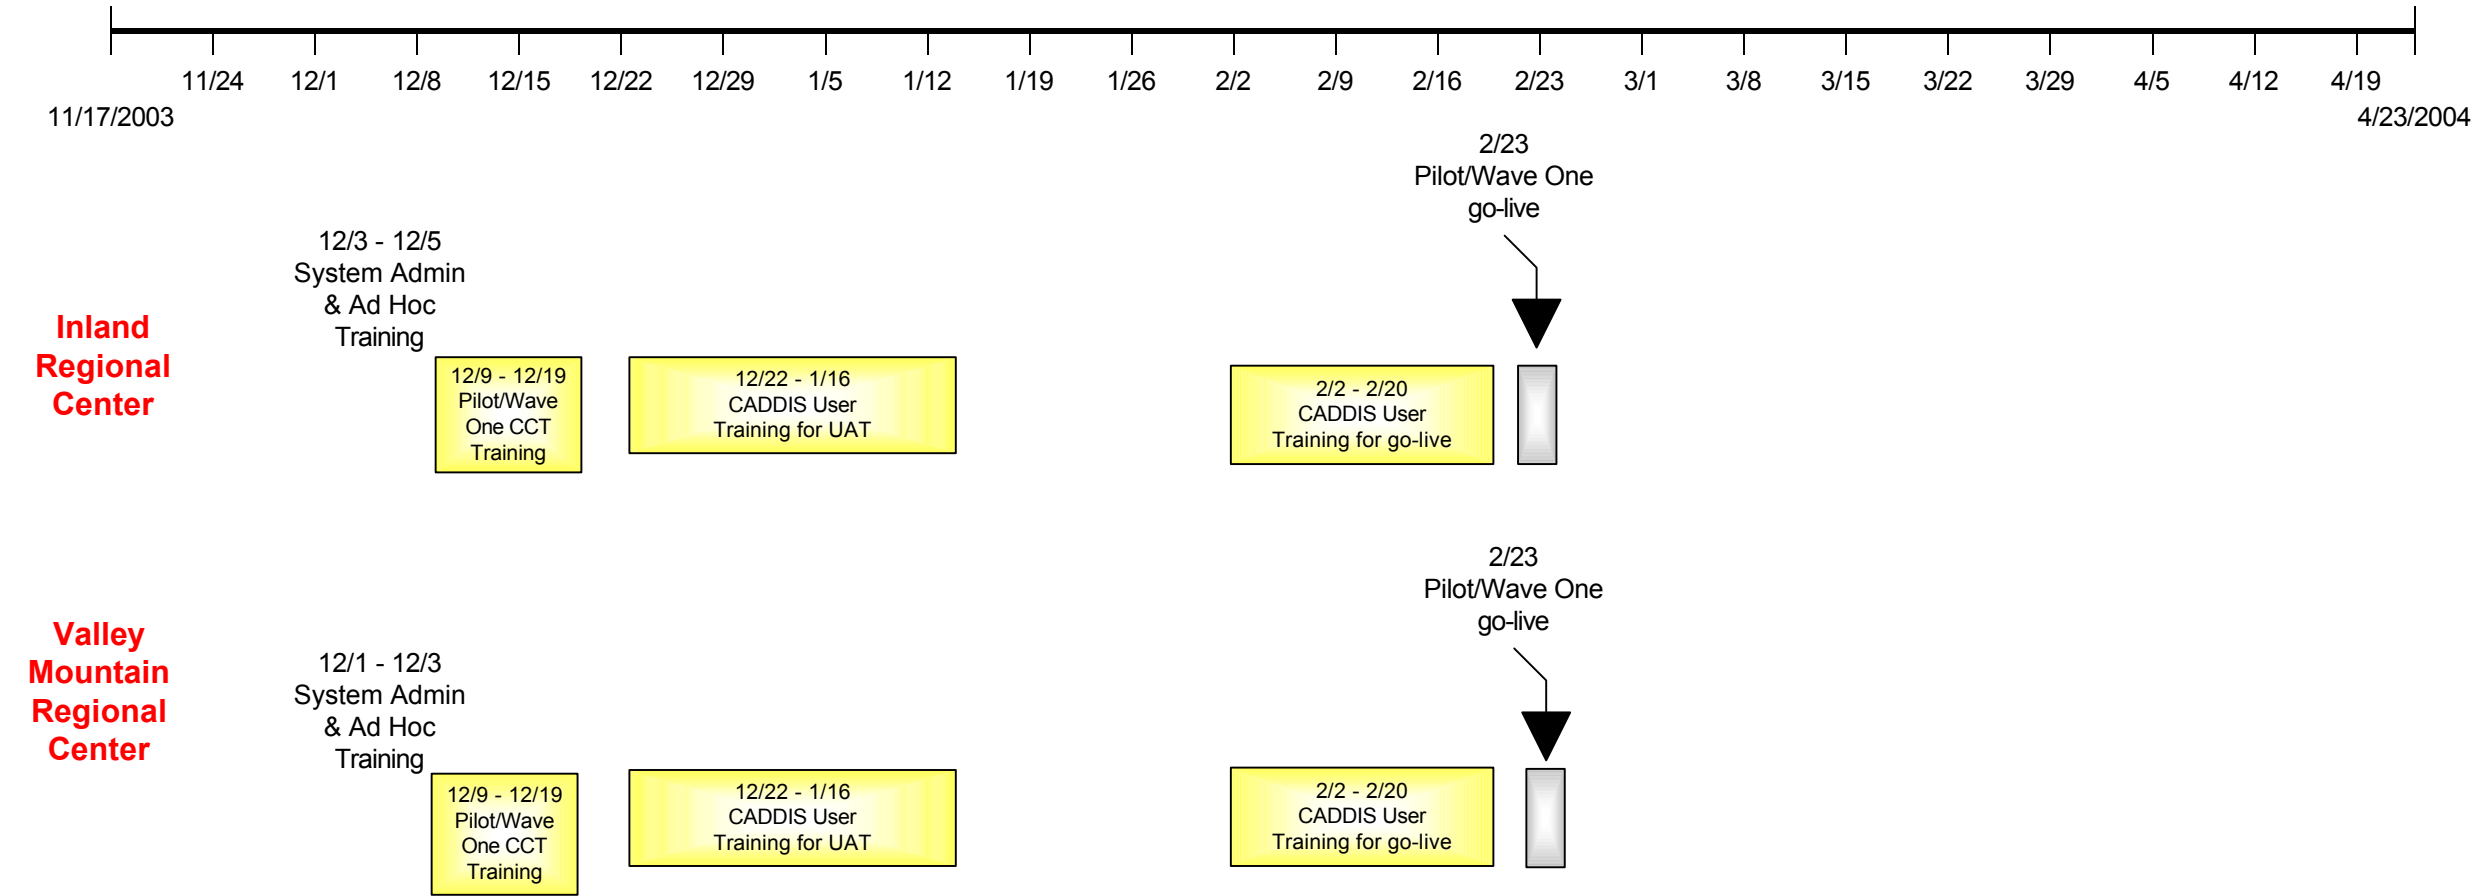 11/24 12/1 12/8 12/15 12/22 12/29 1/5 1/12 1/19 1/26 2/2 2/9 2/16 2/23 3/1 3/8 3/15 3/22 3/29 4/5 4/12 4/19
11/17/2003
4/23/2004
Inland
Regional
Center
12/3 - 12/5
System Admin
& Ad Hoc
Training
12/9 - 12/19
Pilot/Wave
One CCT
Training
12/22 - 1/16
CADDIS User
Training for UAT
2/2 - 2/20
CADDIS User
Training for go-live
2/23
Pilot/Wave One
go-live
Valley
Mountain
Regional
Center
12/1 - 12/3
System Admin
& Ad Hoc
Training
12/9 - 12/19
Pilot/Wave
One CCT
Training
12/22 - 1/16
CADDIS User
Training for UAT
2/2 - 2/20
CADDIS User
Training for go-live
2/23
Pilot/Wave One
go-live